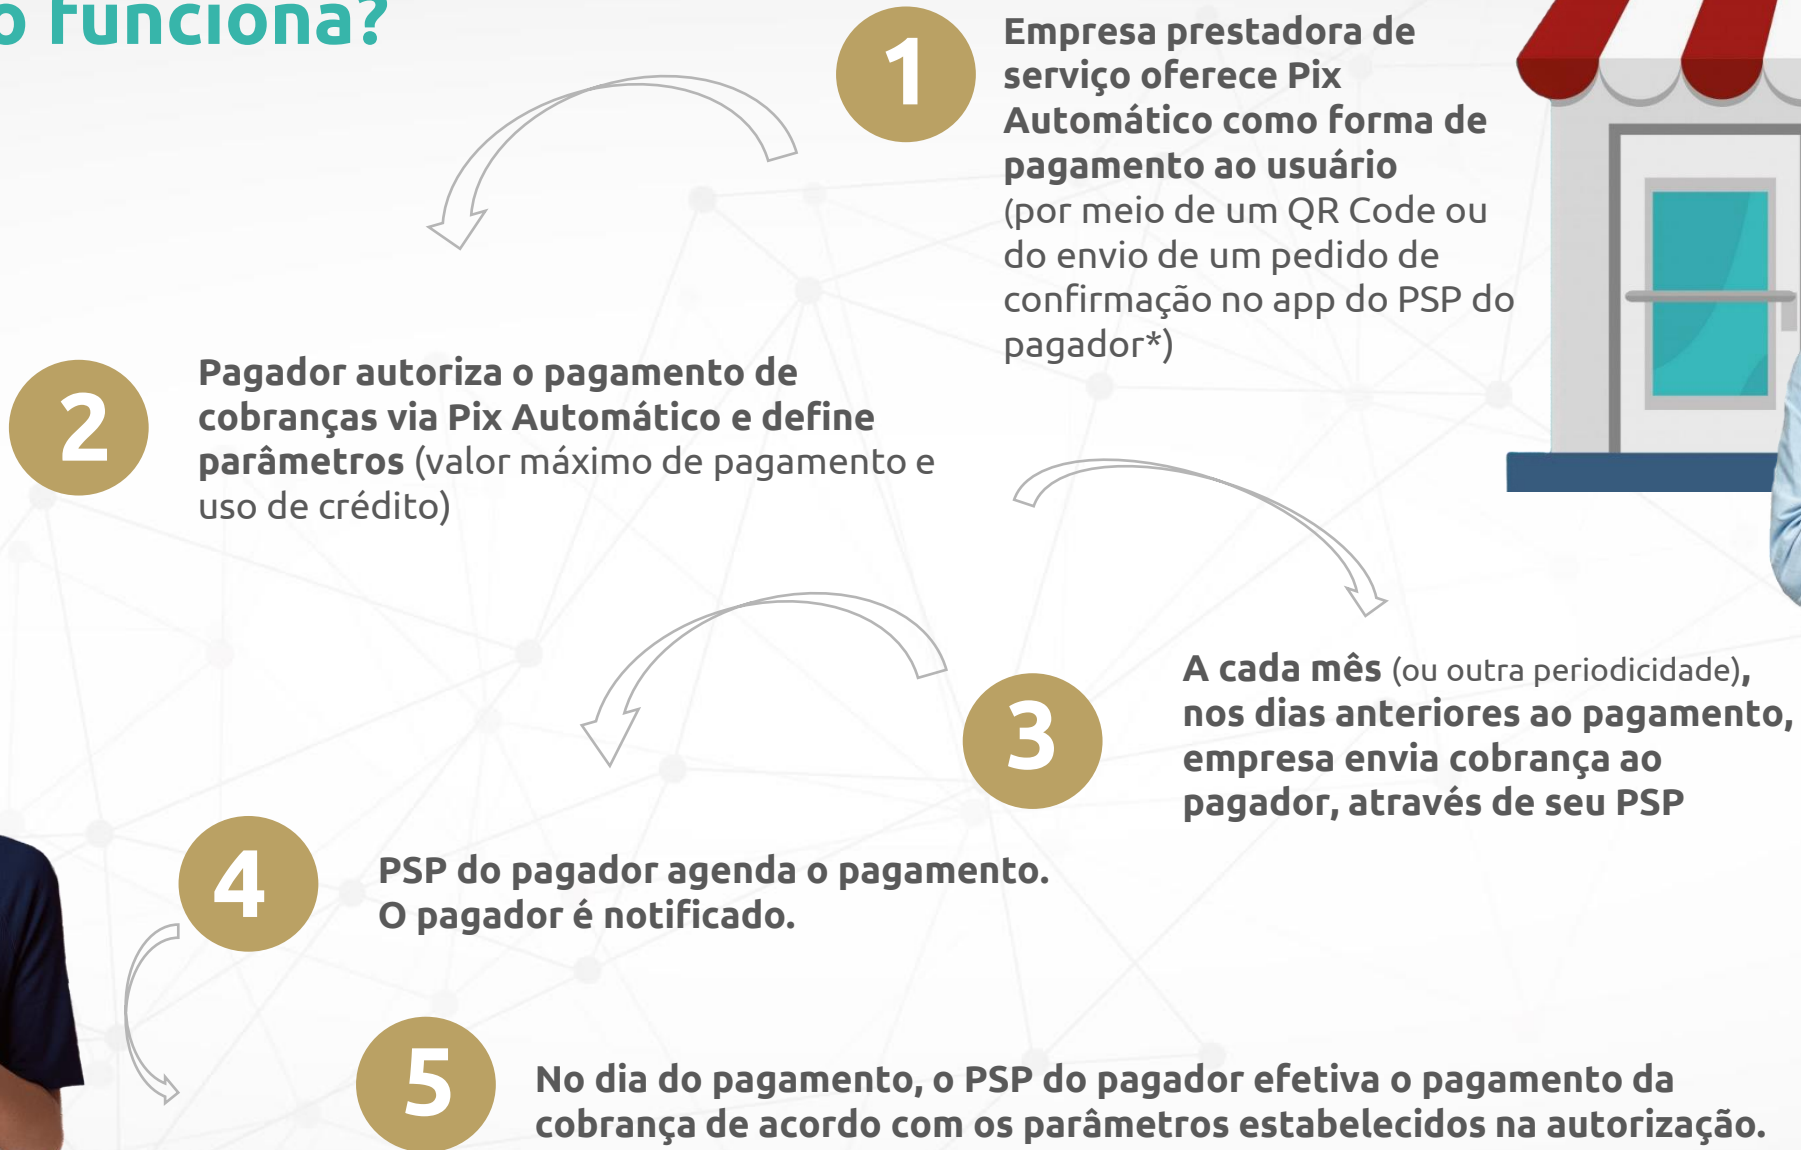 o funciona?
1
Empresa prestadora de
serviço oferece Pix
Automático como forma de
pagamento ao usuário
(por meio de um QR Code ou
do envio de um pedido de
confirmação no app do PSP do
pagador*)
2
Pagador autoriza o pagamento de
cobranças via Pix Automático e define
parâmetros (valor máximo de pagamento e
uso de crédito)
3
A cada mês (ou outra periodicidade),
nos dias anteriores ao pagamento,
empresa envia cobrança ao
pagador, através de seu PSP
4
PSP do pagador agenda o pagamento.
O pagador é notificado.
5
No dia do pagamento, o PSP do pagador efetiva o pagamento da
cobrança de acordo com os parâmetros estabelecidos na autorização.